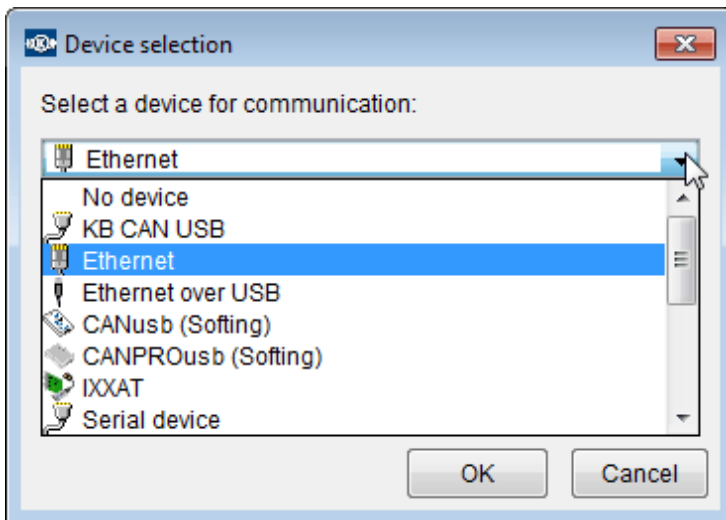 Device selection
Select a device for communication:
Ethernet
No device
KB CAN USB
Ethernet
Ethernet over USB
CANusb (Softing)
CANPROusb (Softing)
IXXAT
Serial device
OK Cancel